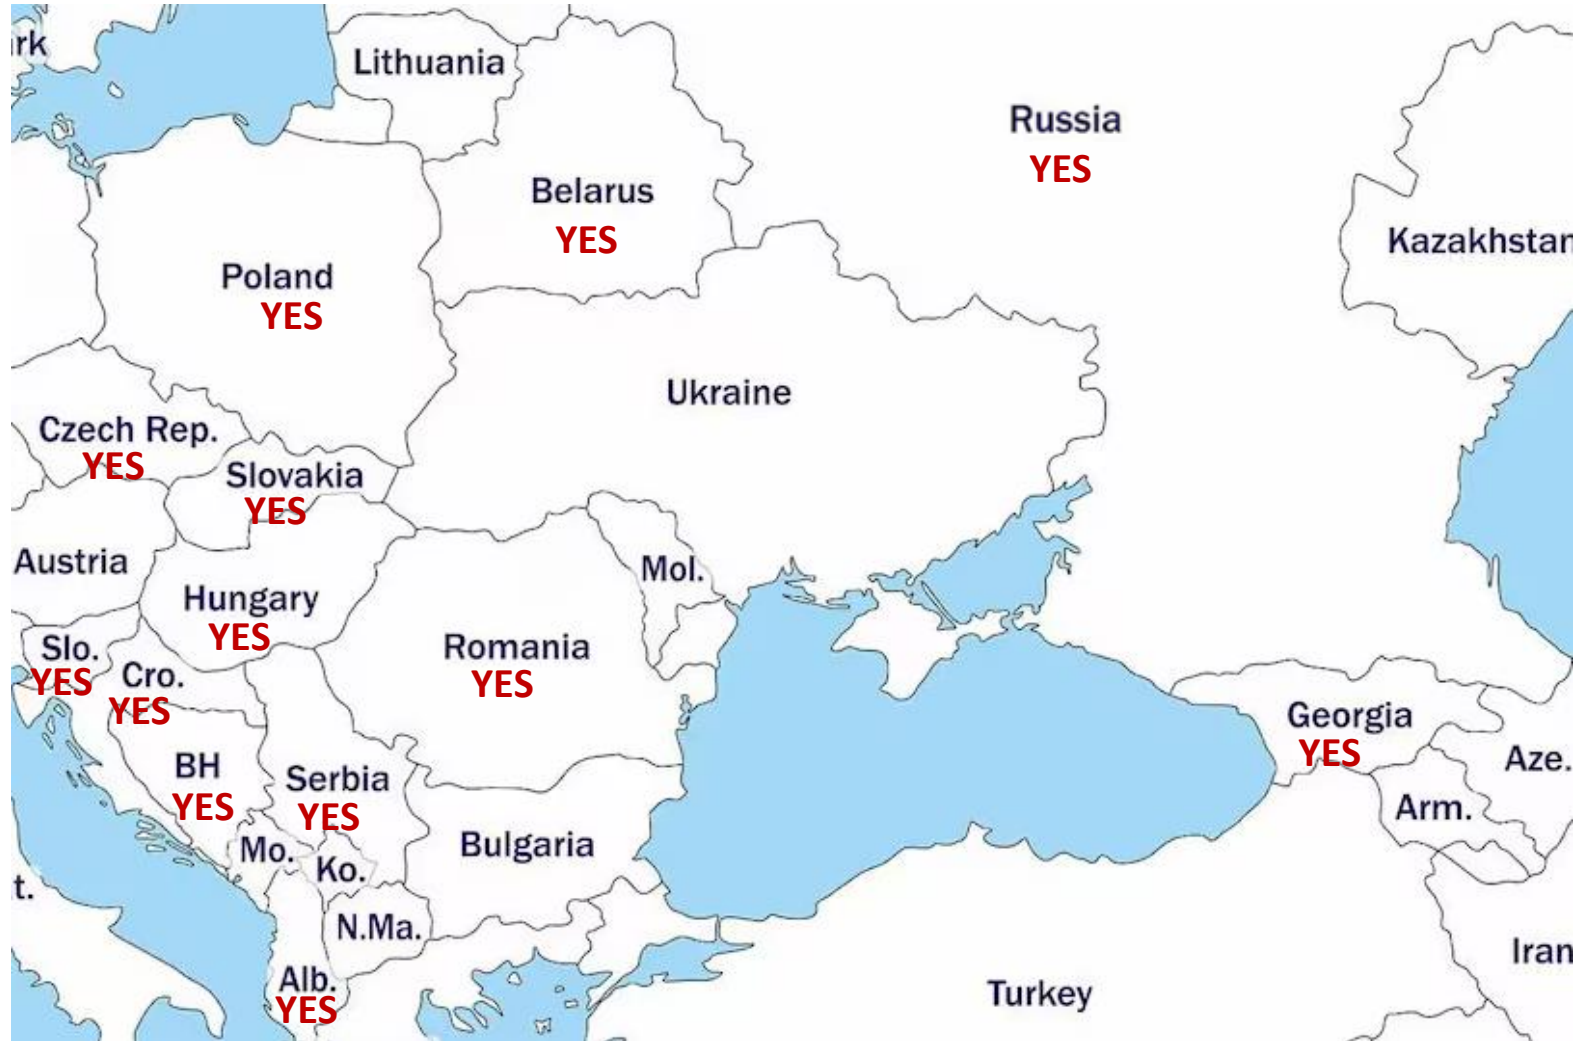 rk
Lithuania
Russia
YES
Belarus
YES
Kazakhstan
Poland
YES
Ukraine
Czech Rep.
YES
Slovakia
YES
Austria
Mol.
Hungary
YES
Romania
YES
Slo.
YES
Cro.
YES
Georgia
YES
BH
YES
Serbia
YES
Aze.
Arm.
Bulgaria
Mo.
Ko.
t.
N.Ma.
Iran
Alb.
YES
Turkey